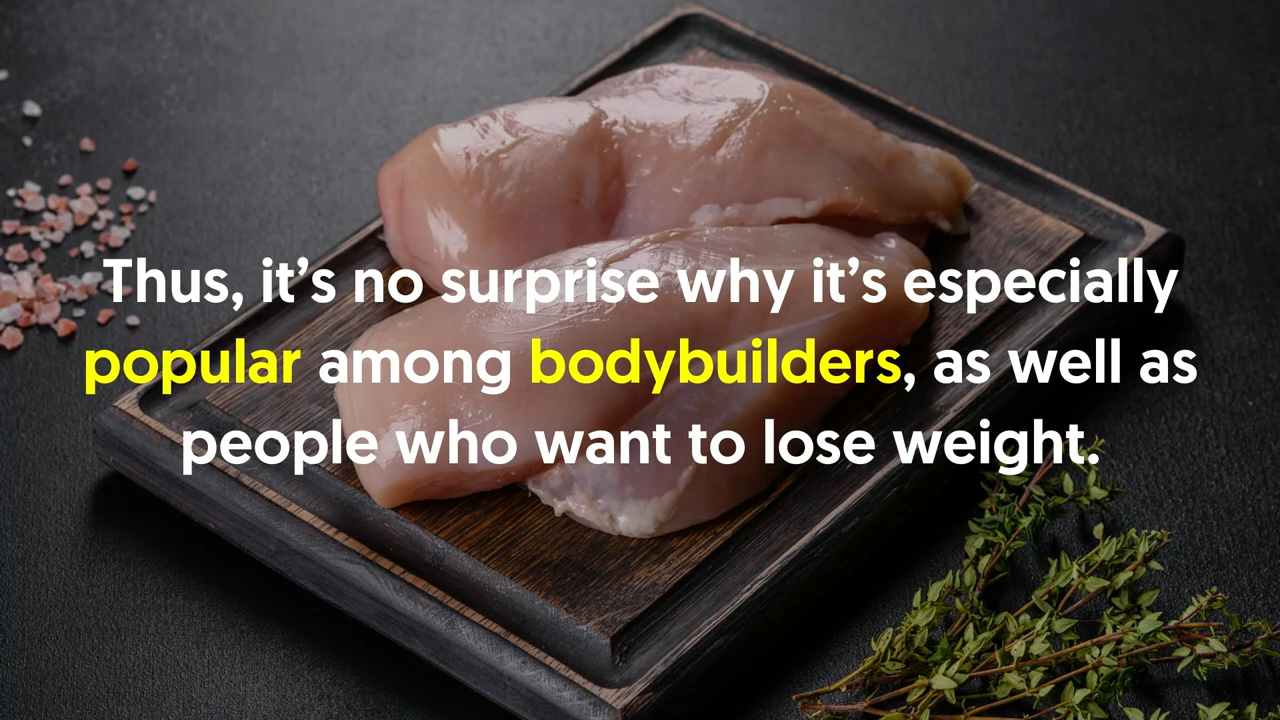 Thus, it’s no surprise why it’s especially
popular among bodybuilders, as well as
people who want to lose weight.